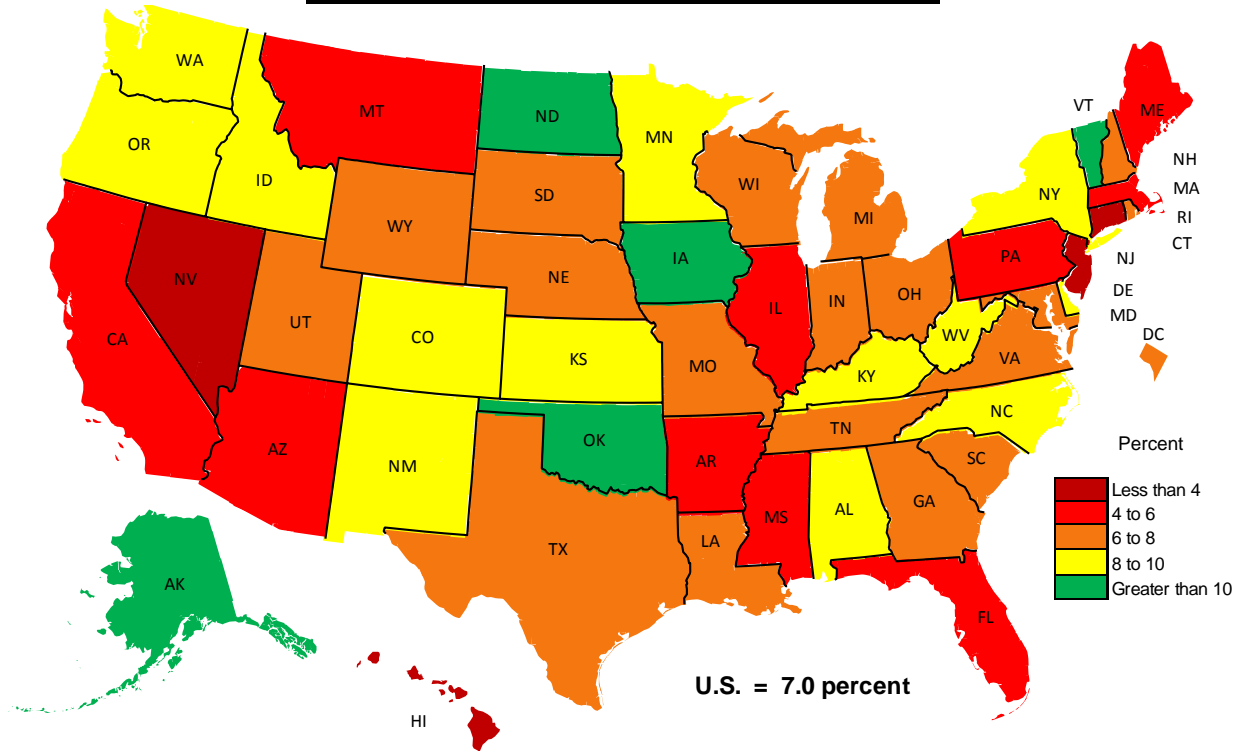 WA
MT
ND
MN
VT
ME
OR
ID
SD
WI
MI
NY
NH
MA
RI
CT
WY
NV
NE
IA
PA
NJ
CA
UT
CO
KS
MO
IL
IN
OH
WV
VA
DE
MD
DC
KY
NC
AZ
NM
OK
AR
TN
SC
MS
AL
GA
TX
LA
FL
AK
HI
Percent
Less than 4
4 to 6
6 to 8
8 to 10
Greater than 10
U.S. = 7.0 percent